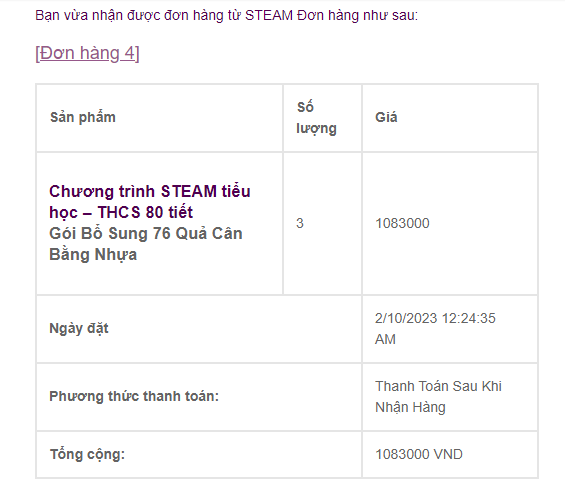 Bạn vừa nhận được đơn hàng từ STEAM Đơn hàng như sau:
[Đơn hàng 4]
Sản phẩm
Số
lượng
Giá
Chương trình STEAM tiểu
học – THCS 80 tiết
Gói Bổ Sung 76 Quả Cân
Bằng Nhựa
3
1083000
Ngày đặt
2/10/2023 12:24:35
AM
Phương thức thanh toán:
Thanh Toán Sau Khi
Nhận Hàng
Tổng cộng:
1083000 VND